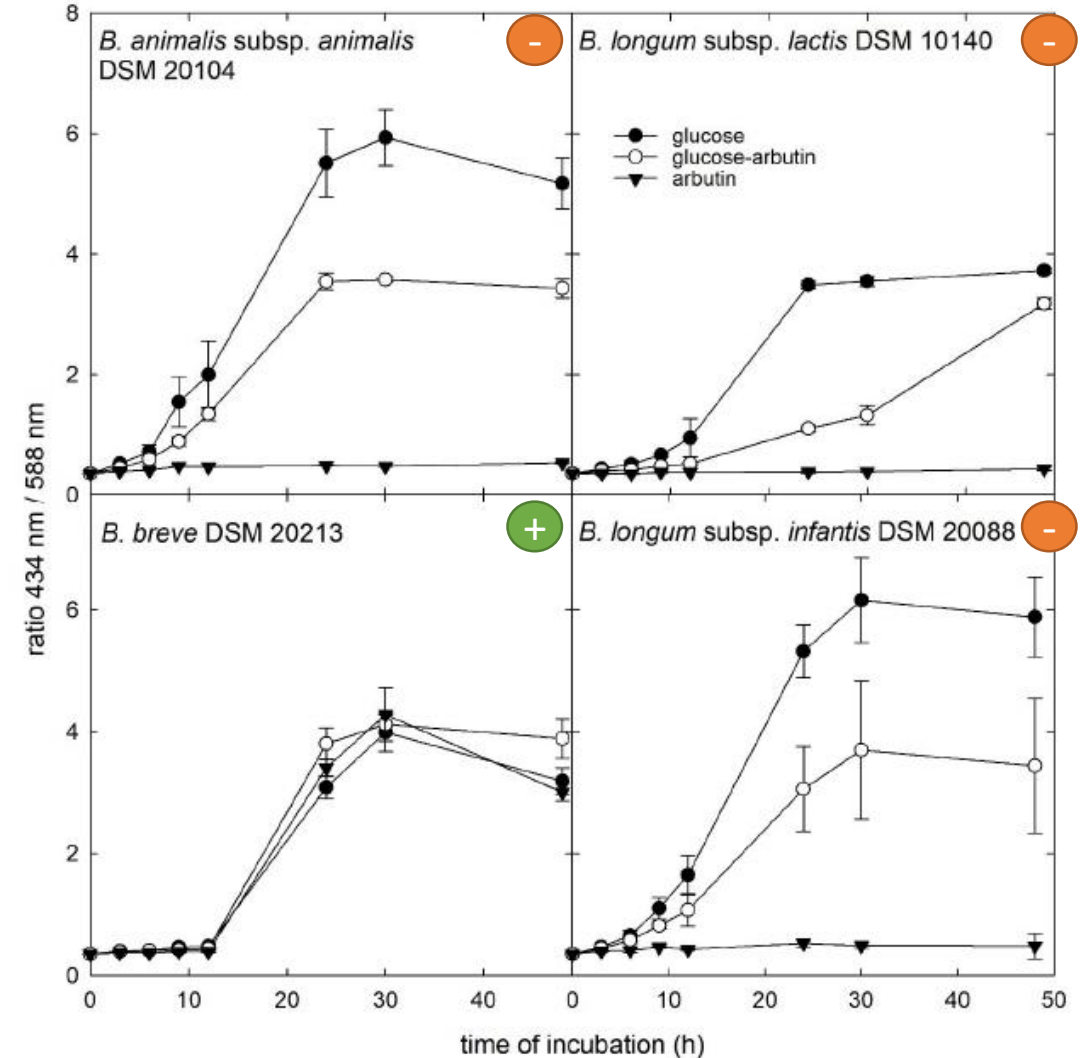 8
B. animalis subsp. animalis
DSM 20104
-
B. longum subsp. lactis DSM 10140
-
glucose
glucose-arbutin
arbutin
6
4
2
0
B. breve DSM 20213
+
B. longum subsp. infantis DSM 20088
-
6
4
2
0
ratio 434 nm / 588 nm
0 10 20 30 40 0 10 20 30 40 50
time of incubation (h)